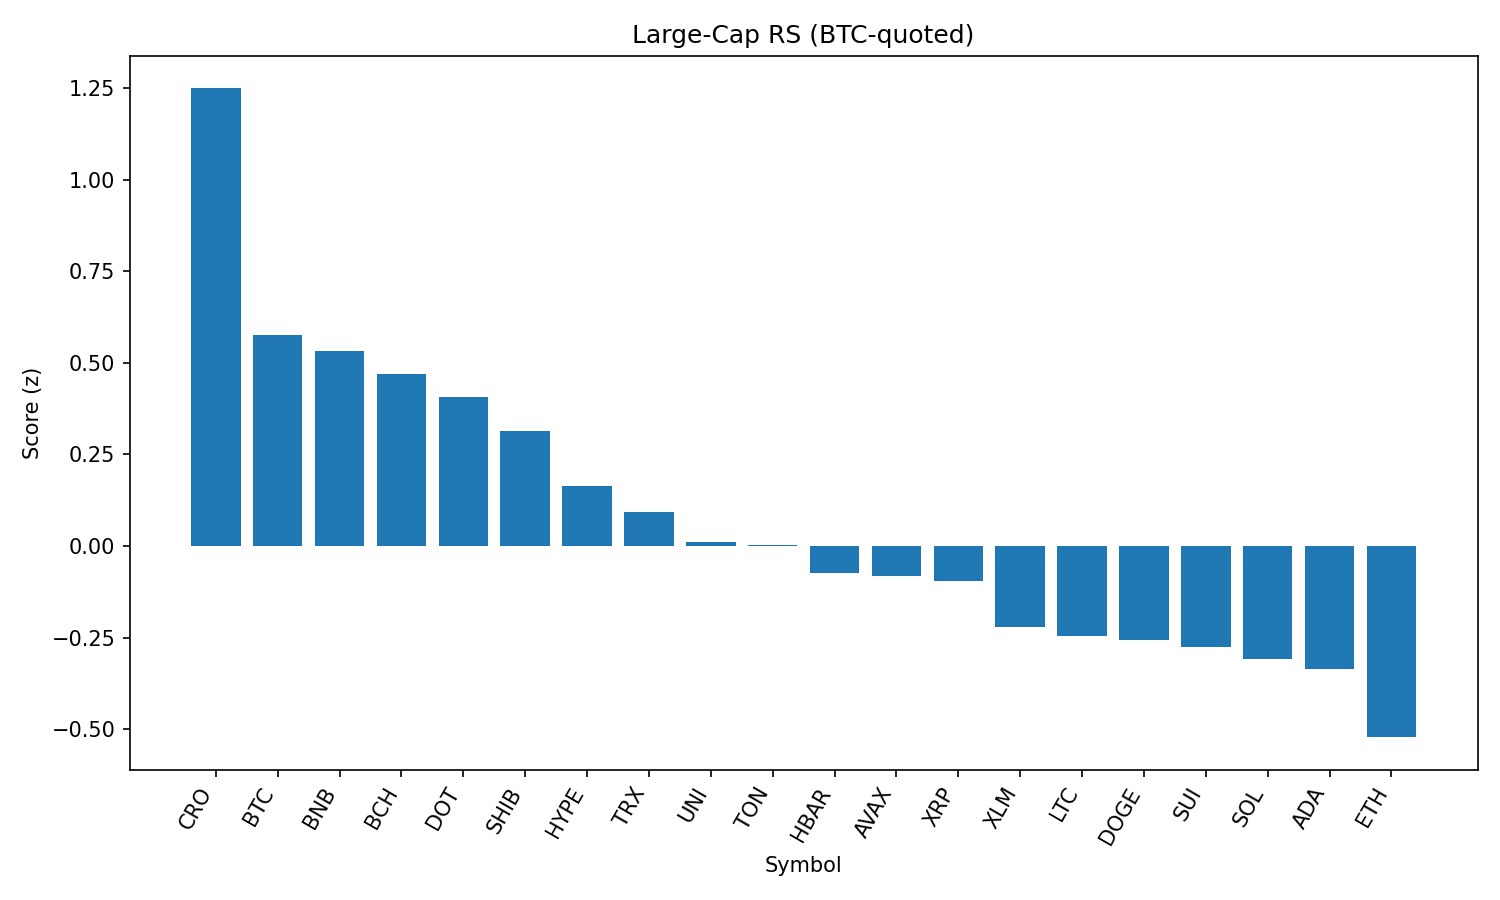 Large-Cap RS (BTC-quoted)
1.25
1.00
0.75
0.50
0.25
0.00
−0.25
−0.50
Score (z)
CRO
BTC
BNB
BCH
DOT
SHIB
HYPE
TRX
UNI
TON
HBAR
AVAX
XRP
XLM
LTC
DOGE
SUI
SOL
ADA
ETH
Symbol